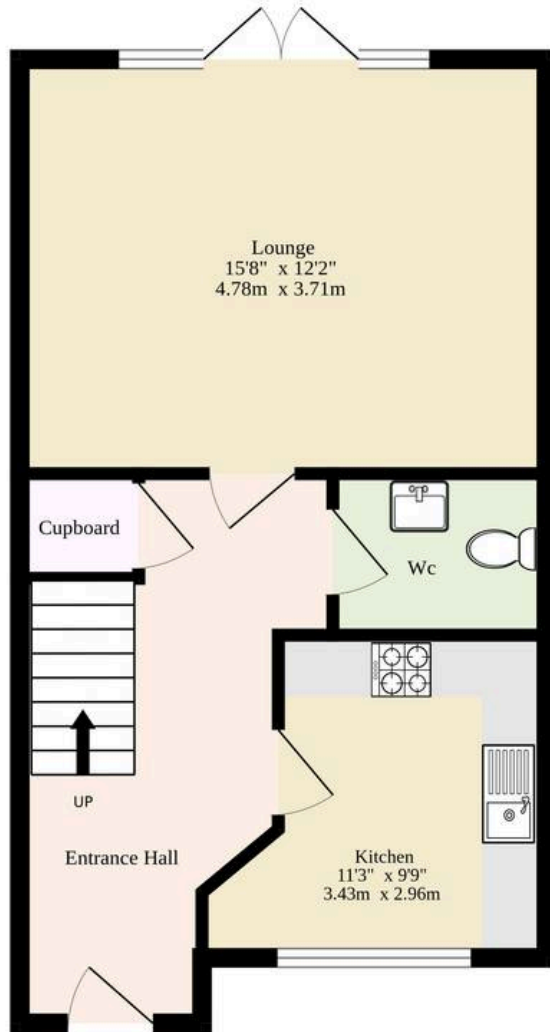 Lounge
15'8" x 12'2"
4.78m x 3.71m
Cupboard
Wc
UP
Entrance Hall
Kitchen
11'3" x 9'9"
3.43m x 2.96m